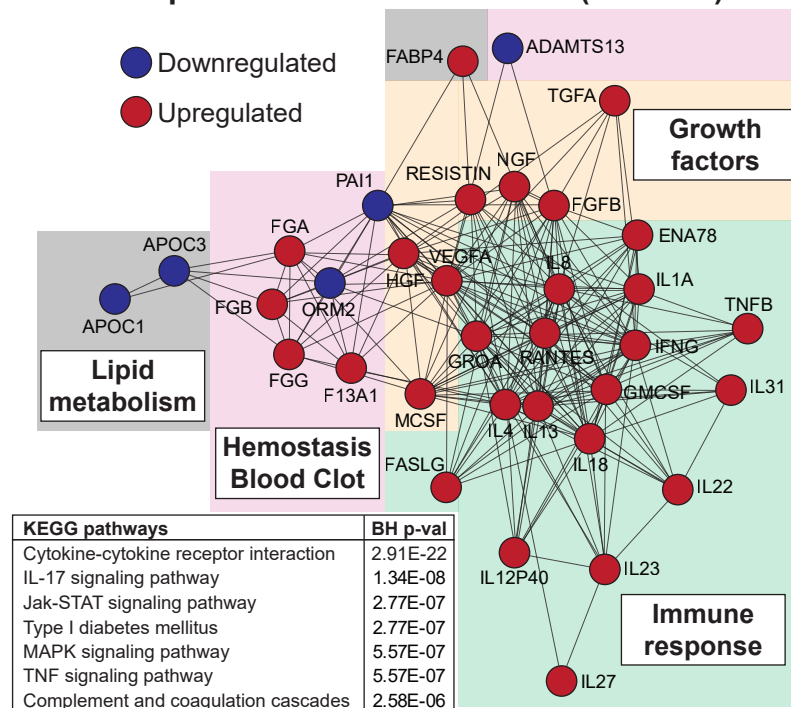 Downregulated
Upregulated
FABP4
ADAMTS13
TGFA
Growth
factors
NGF
RESISTIN
FGFB
PAI1
FGA
VEGFA
ENA78
APOC3
HGF
IL8
IL1A
FGB
ORM2
TNFB
APOC1
GROA
RANTES
IFNG
Lipid
metabolism
FGG
F13A1
MCSF
GMCSF
IL31
IL4
IL13
IL18
Hemostasis
Blood Clot
FASLG
IL22
IL12P40
IL23
Immune
response
IL27
KEGG pathways BH p-val
Cytokine-cytokine receptor interaction 2.91E-22
IL-17 signaling pathway 1.34E-08
Jak-STAT signaling pathway 2.77E-07
Type I diabetes mellitus 2.77E-07
MAPK signaling pathway 5.57E-07
TNF signaling pathway 5.57E-07
Complement and coagulation cascades 2.58E-06